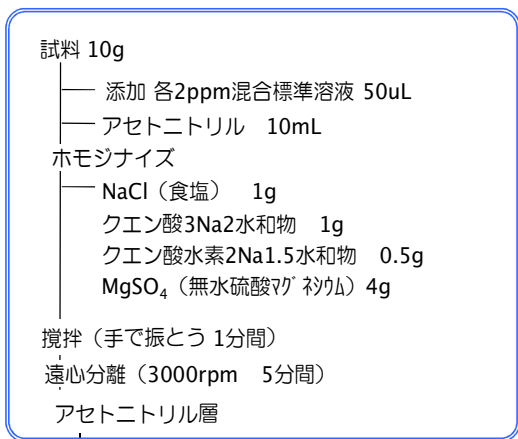 試料 10g
添加 各2ppm混合標準溶液 50uL
アセトニトリル 10mL
ホモジナイズ
NaCl（食塩） 1g
クエン酸3Na2水和物 1g
クエン酸水素2Na1.5水和物 0.5g
MgSO₄（無水硫酸ﾏｸﾞﾈｼｳﾑ）4g
撹拌（手で振とう 1分間）
遠心分離（3000rpm 5分間）
アセトニトリル層